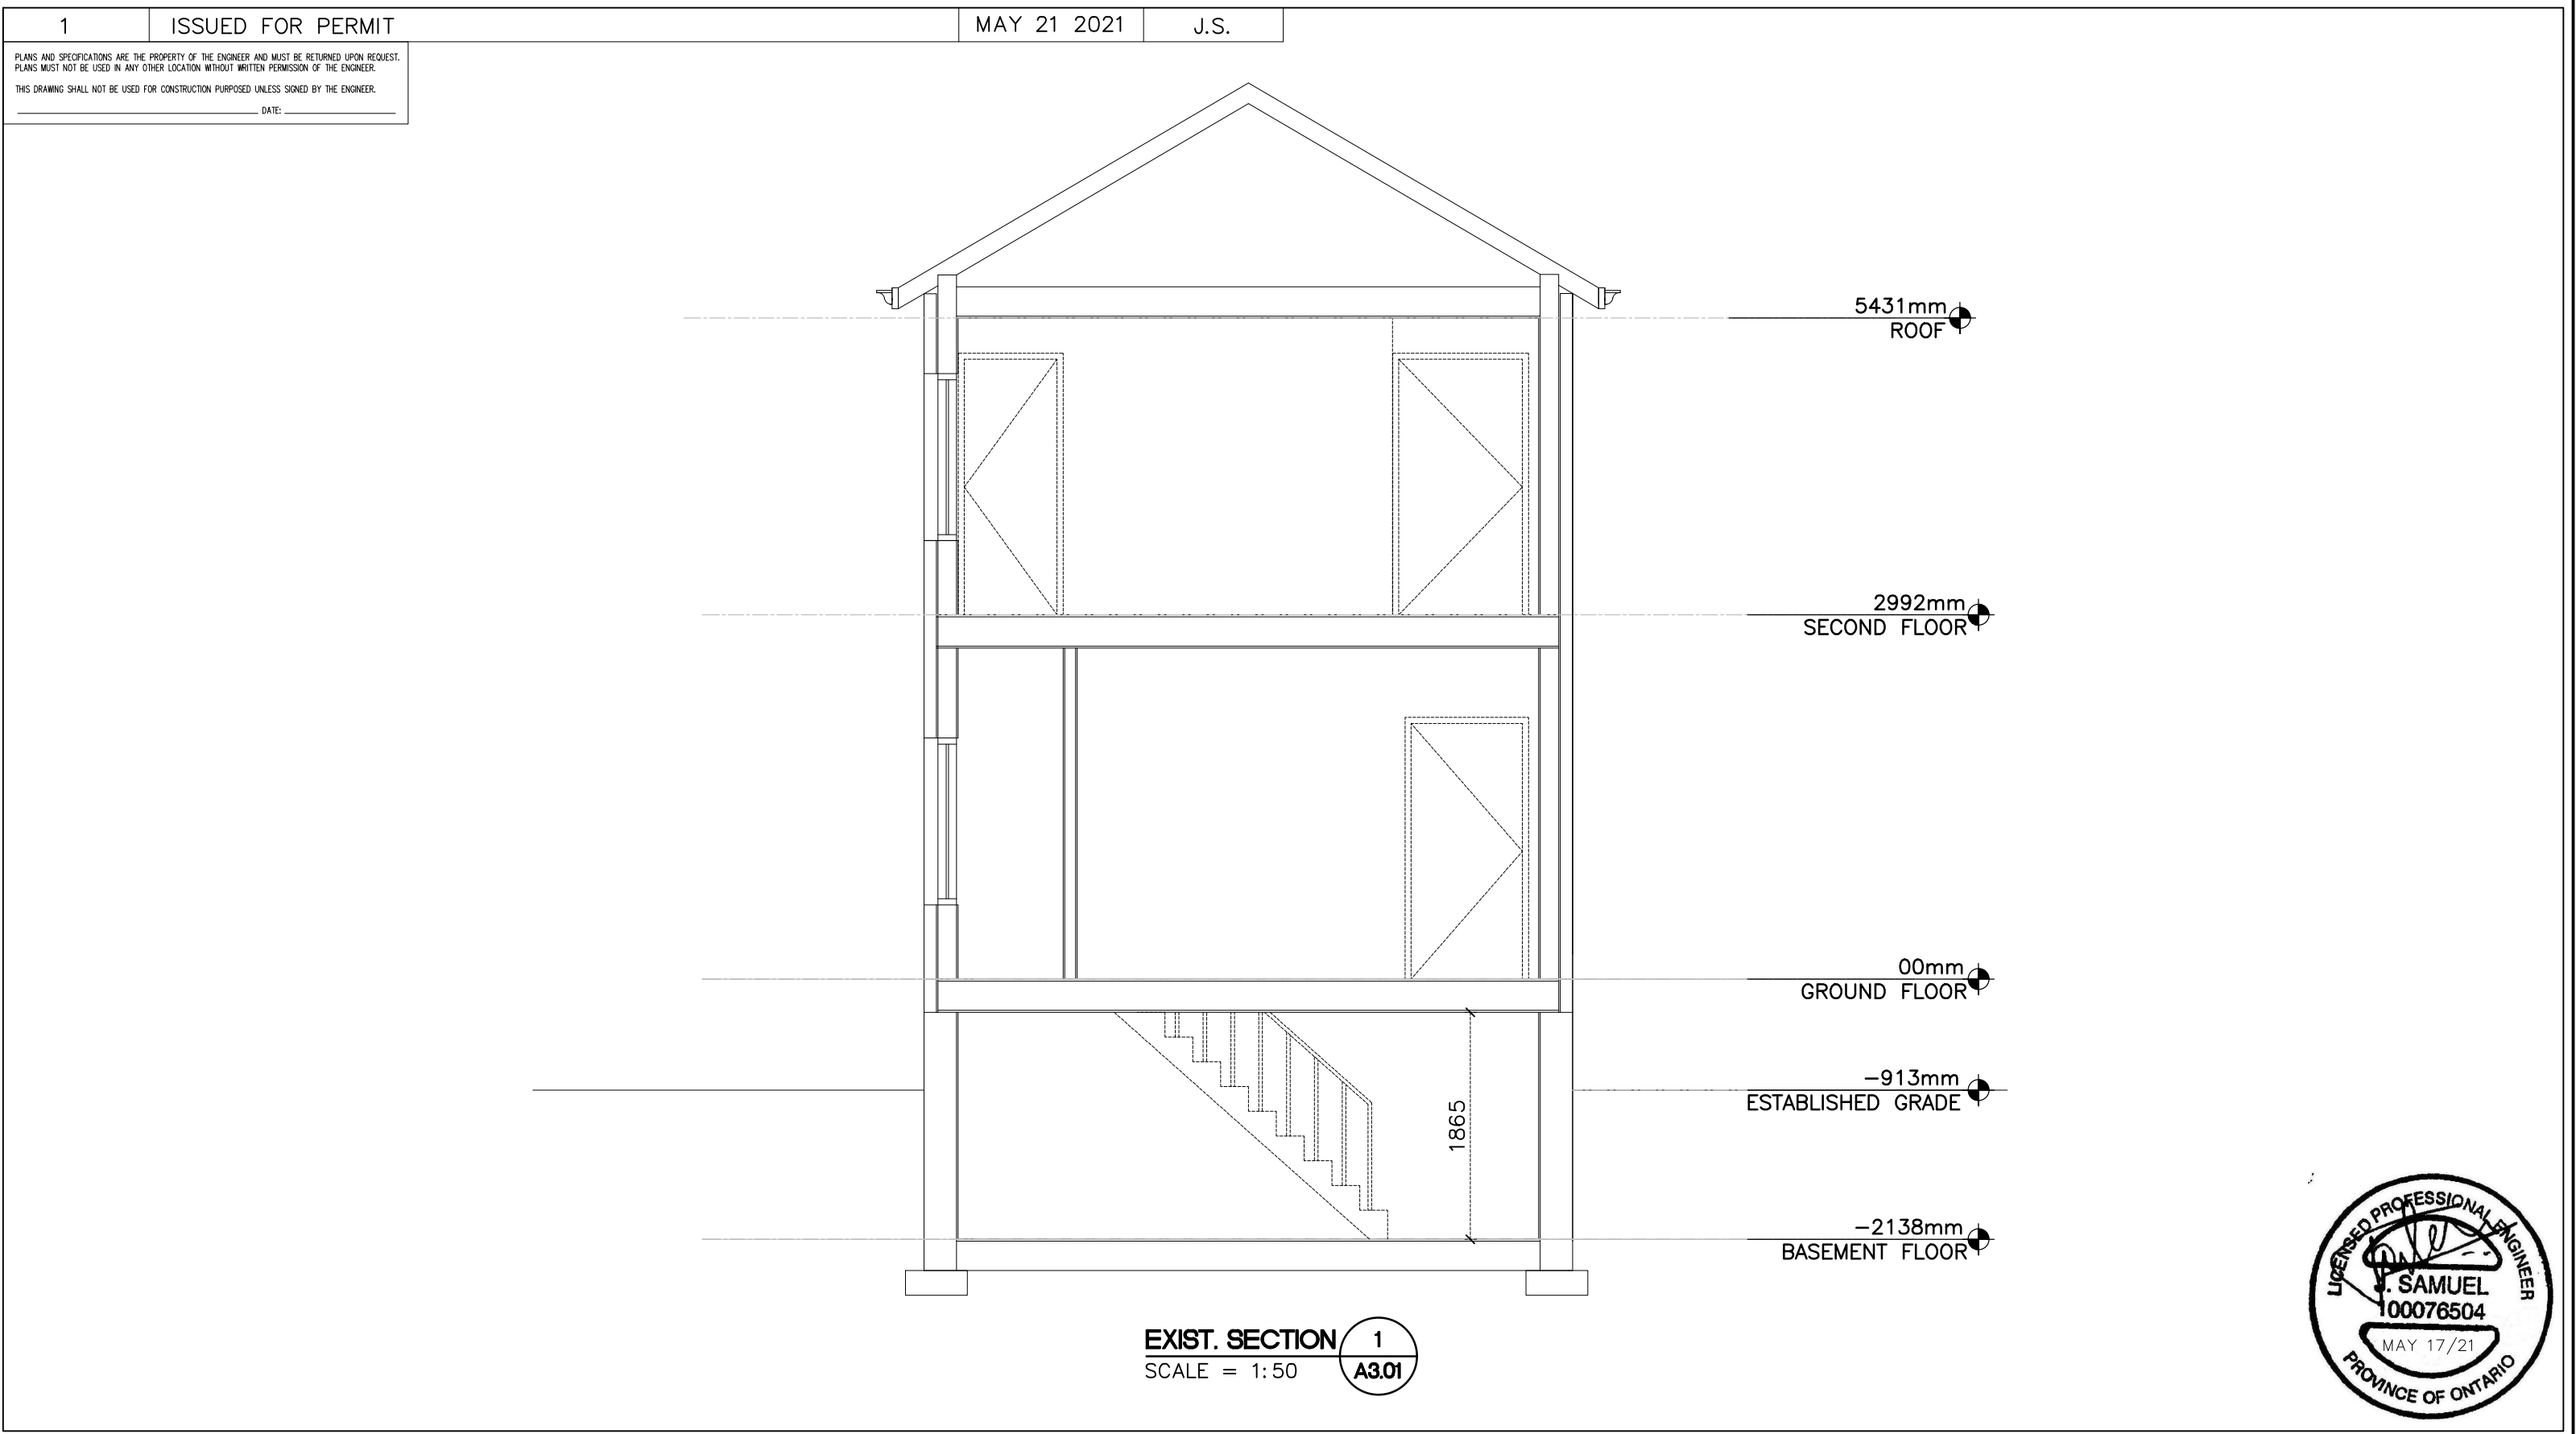 1 ISSUED FOR PERMIT MAY 21 2021 J.S.
PLANS AND SPECIFICATIONS ARE THE PROPERTY OF THE ENGINEER AND MUST BE RETURNED UPON REQUEST.
PLANS MUST NOT BE USED IN ANY OTHER LOCATION WITHOUT WRITTEN PERMISSION OF THE ENGINEER.
THIS DRAWING SHALL NOT BE USED FOR CONSTRUCTION PURPOSED UNLESS SIGNED BY THE ENGINEER.
DATE:
5431mm
ROOF
2992mm
SECOND FLOOR
00mm
GROUND FLOOR
-913mm
ESTABLISHED GRADE
1865
-2138mm
BASEMENT FLOOR
EXIST. SECTION 1
SCALE = 1:50 A3.01
LICENSED PROFESSIONAL ENGINEER
J. SAMUEL
100076504
MAY 17/21
PROVINCE OF ONTARIO